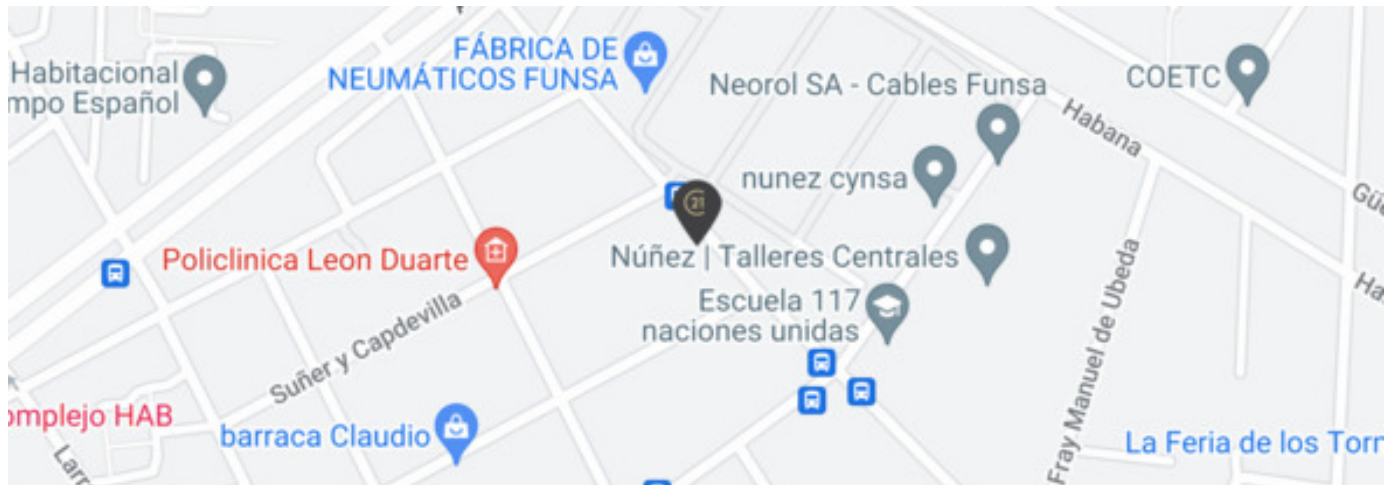 FÁBRICA DE
NEUMÁTICOS FUNSA
Habitacional
mpo Español
Neorol SA - Cables Funsa
COETC
Habana
nunez cynsa
21
Policlinica Leon Duarte
Núñez | Talleres Centrales
Escuela 117
naciones unidas
Suñer y Capdevilla
Fray Manuel de Ubeda
omplejo HAB
barraca Claudio
La Feria de los Torn